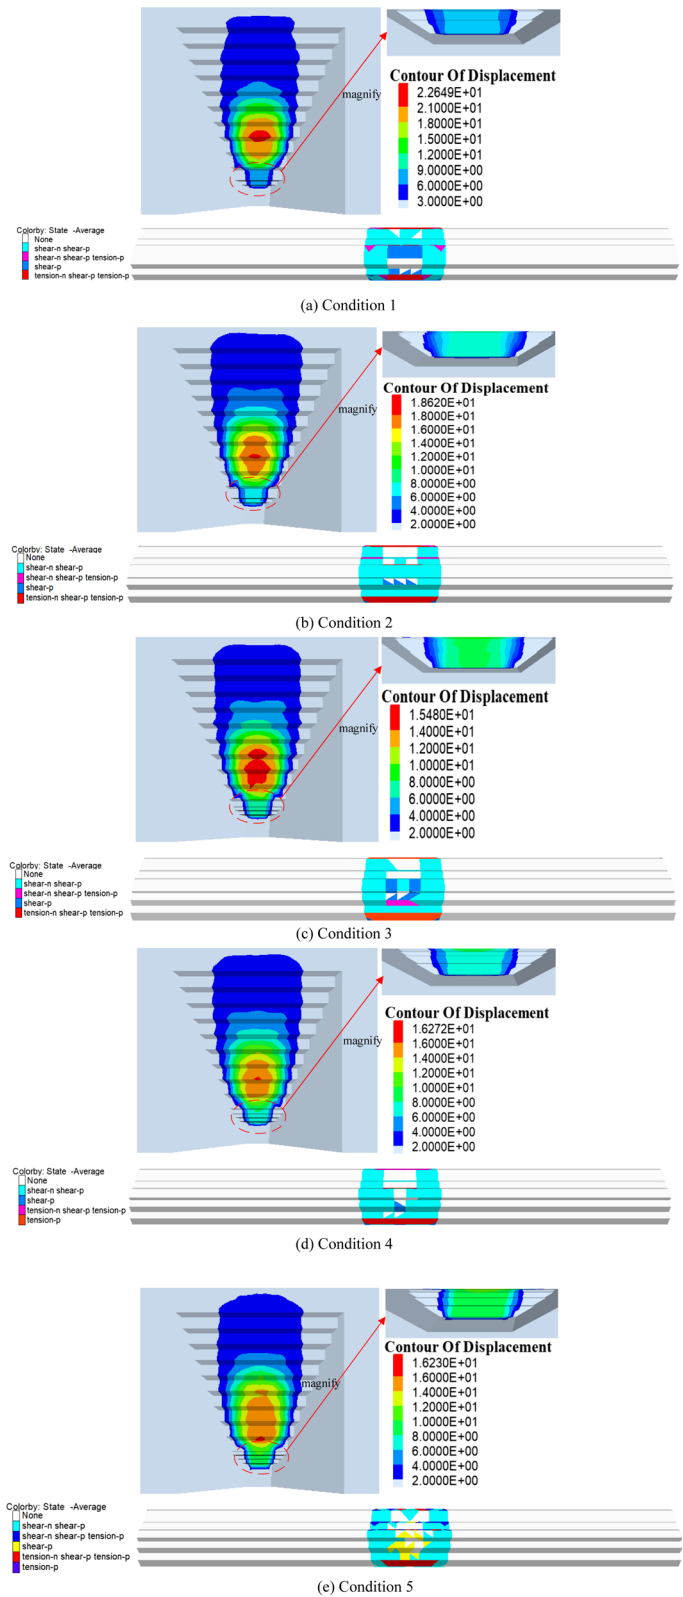 magnify
Contour Of Displacement
2.2649E+01
2.1000E+01
1.8000E+01
1.5000E+01
1.2000E+01
9.0000E+00
6.0000E+00
3.0000E+00
Colorby: State -Average
None
shear-n shear-p
shear-n shear-p tension-p
shear-p
tension-n shear-p tension-p
(a) Condition 1
magnify
Contour Of Displacement
1.8620E+01
1.8000E+01
1.6000E+01
1.4000E+01
1.2000E+01
1.0000E+01
8.0000E+00
6.0000E+00
4.0000E+00
2.0000E+00
Colorby: State -Average
None
shear-n shear-p
shear-n shear-p tension-p
shear-p
tension-n shear-p tension-p
(b) Condition 2
magnify
Contour Of Displacement
1.5480E+01
1.4000E+01
1.2000E+01
1.0000E+01
8.0000E+00
6.0000E+00
4.0000E+00
2.0000E+00
Colorby: State -Average
None
shear-n shear-p
shear-n shear-p tension-p
shear-p
tension-n shear-p tension-p
(c) Condition 3
magnify
Contour Of Displacement
1.6272E+01
1.6000E+01
1.4000E+01
1.2000E+01
1.0000E+01
8.0000E+00
6.0000E+00
4.0000E+00
2.0000E+00
Colorby: State -Average
None
shear-n shear-p
shear-p
tension-n shear-p tension-p
tension-p
(d) Condition 4
magnify
Contour Of Displacement
1.6230E+01
1.6000E+01
1.4000E+01
1.2000E+01
1.0000E+01
8.0000E+00
6.0000E+00
4.0000E+00
2.0000E+00
Colorby: State -Average
None
shear-n shear-p
shear-n shear-p tension-p
shear-p
tension-n shear-p tension-p
tension-p
(e) Condition 5